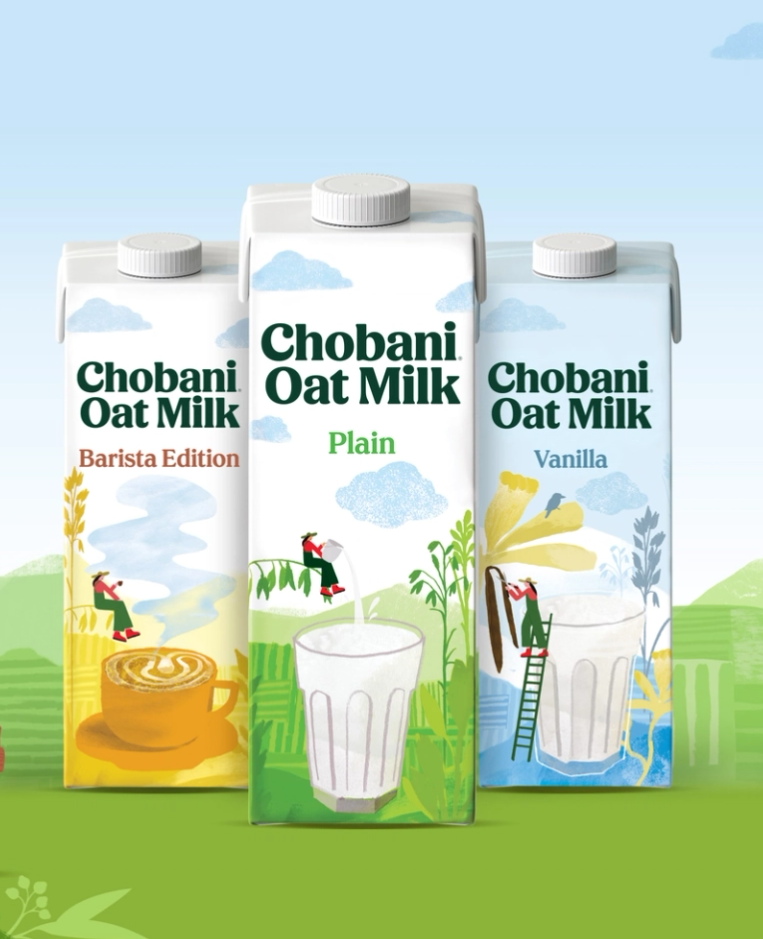 Chobani
Oat Milk
Barista Edition
Chobani
Oat Milk
Plain
Chobani
Oat Milk
Vanilla